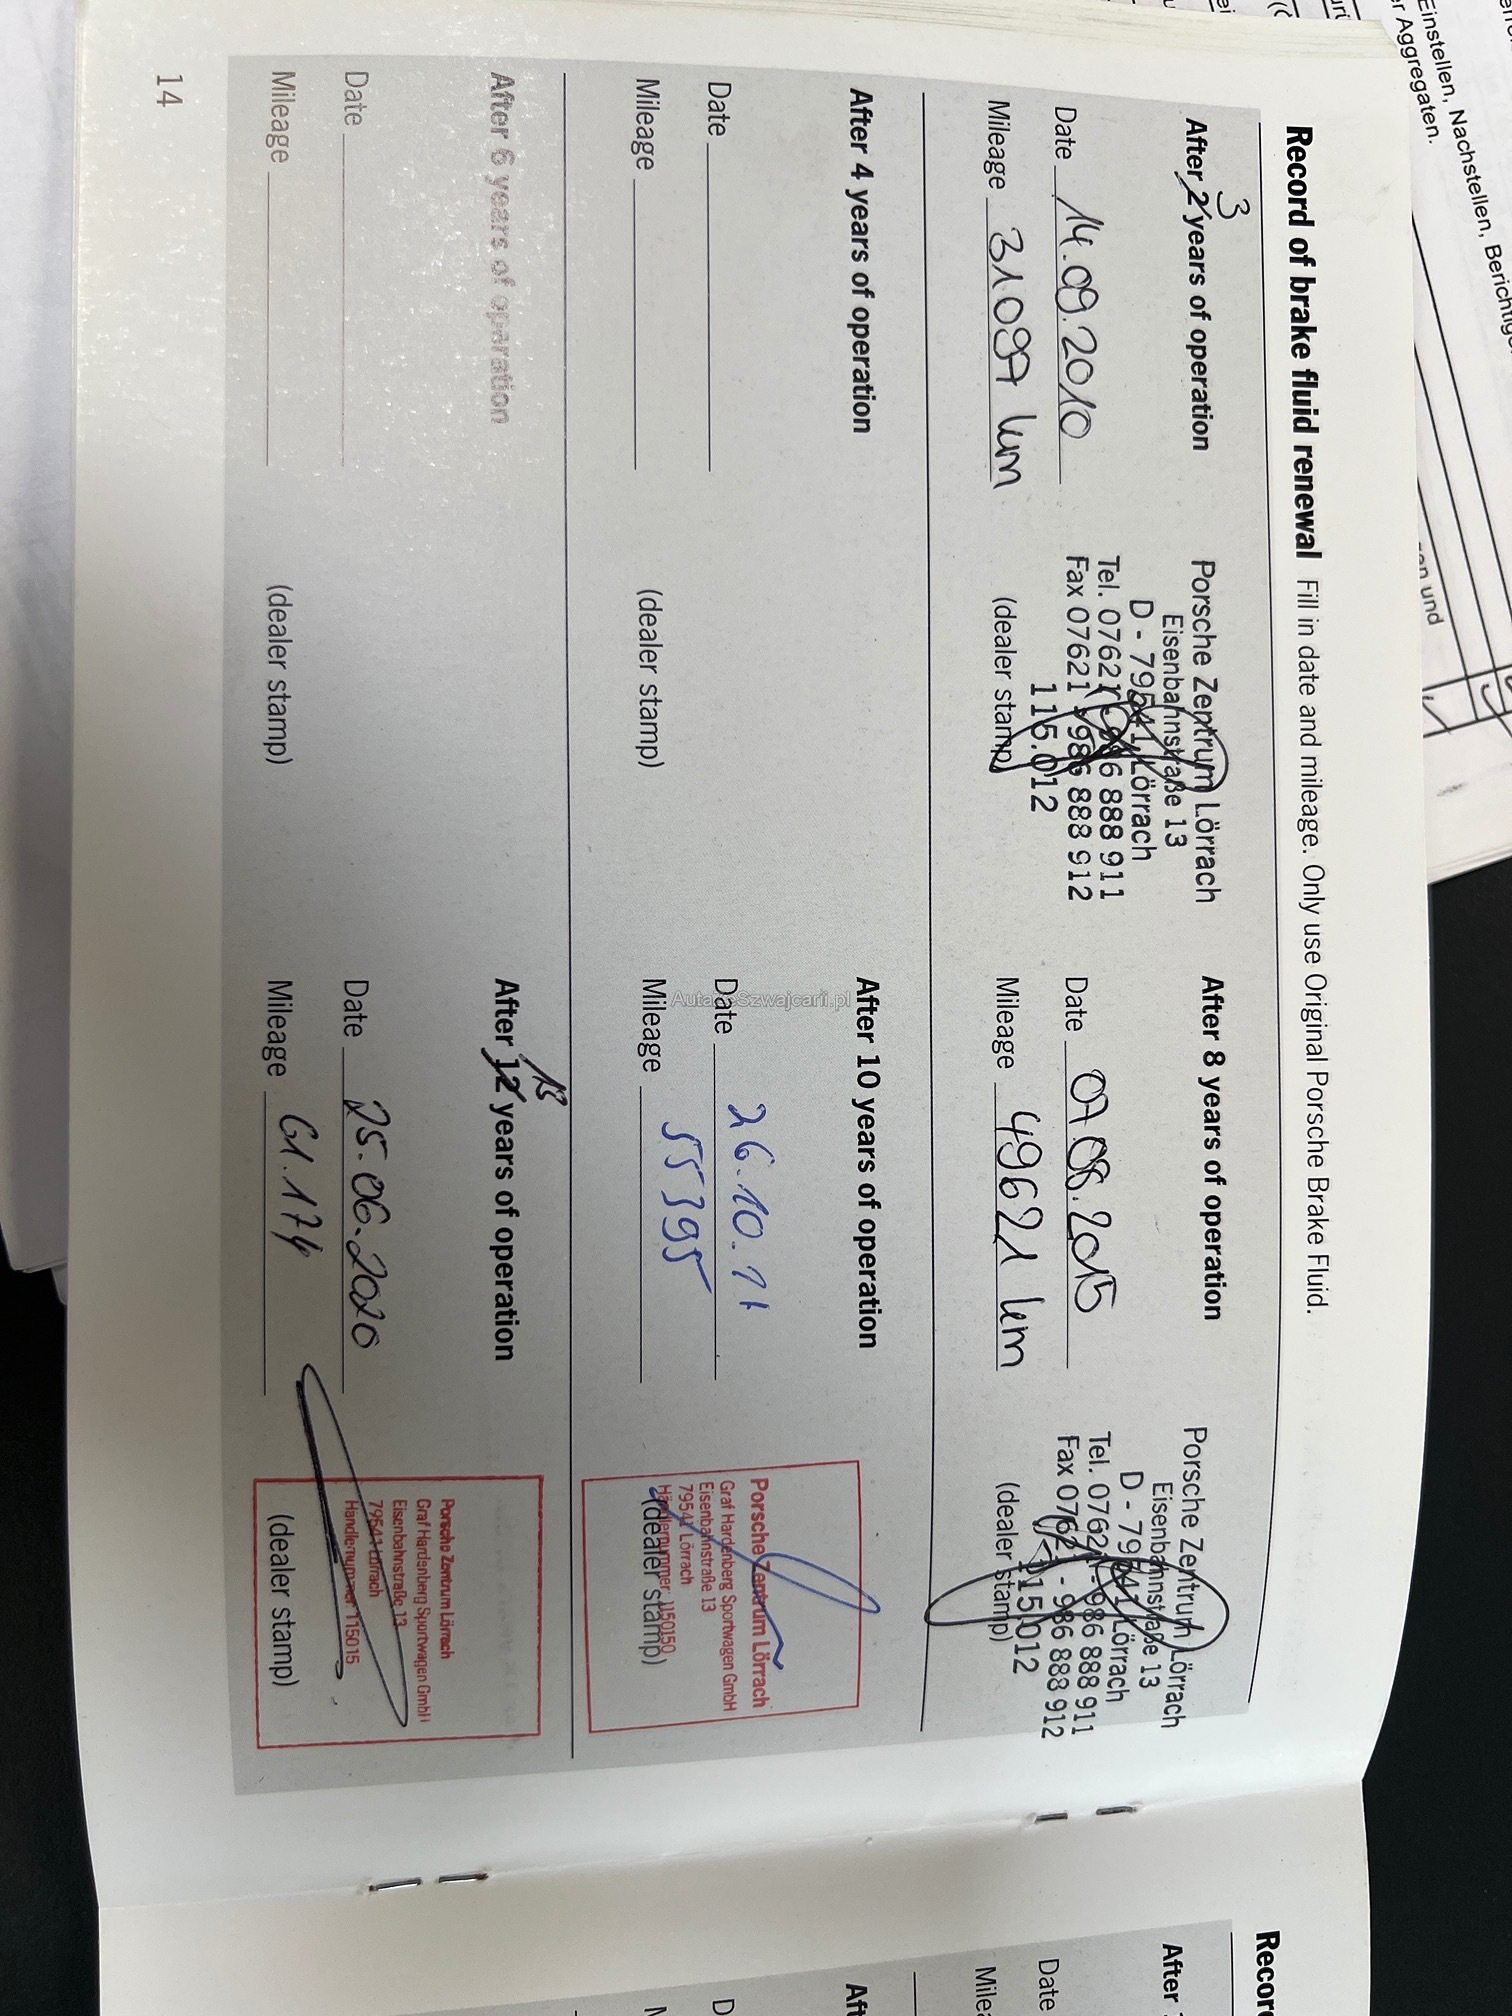 Einstellen, Nachstellen,
r Aggregaten.
und
Record of brake fluid renewal Fill in date and mileage. Only use Original Porsche Brake Fluid.
3
After 2 years of operation
Date 14.09.2010
Mileage 31097 km
Porsche Zentrum Lörrach
Eisenbahnstraße 13
D - 79541 Lörrach
Tel. 07621 - 986 888 911
Fax 07621 - 986 888 912
115.012
(dealer stamp)
After 8 years of operation
Date 07.08.2015
Mileage 49621 km
Porsche Zentrum Lörrach
Eisenbahnstraße 13
D - 79541 Lörrach
Tel. 07621-986 888 911
Fax 07621 - 986 888 912
115.012
(dealer stamp)
After 4 years of operation
Date
Mileage
(dealer stamp)
After 10 years of operation
Date 26.10.
Mileage 55395
Porsche Zentrum Lörrach
Graf Hardenberg Sportwagen GmbH
Eisenbahnstraße 13
79541 Lörrach
Händlernummer: 1150150
(dealer stamp)
After 6 years of operation
Date
Mileage
(dealer stamp)
13
After 12 years of operation
Date 25.06.2020
Mileage 61.174
Porsche Zentrum Lörrach
Graf Hardenberg Sportwagen GmbH
Eisenbahnstraße 13
79541 Lörrach
Händlernummer: 115015
(dealer stamp)
14
AutaZeSzwajcarii.pl
Recor
After
Date
Milea
Aft
D
M